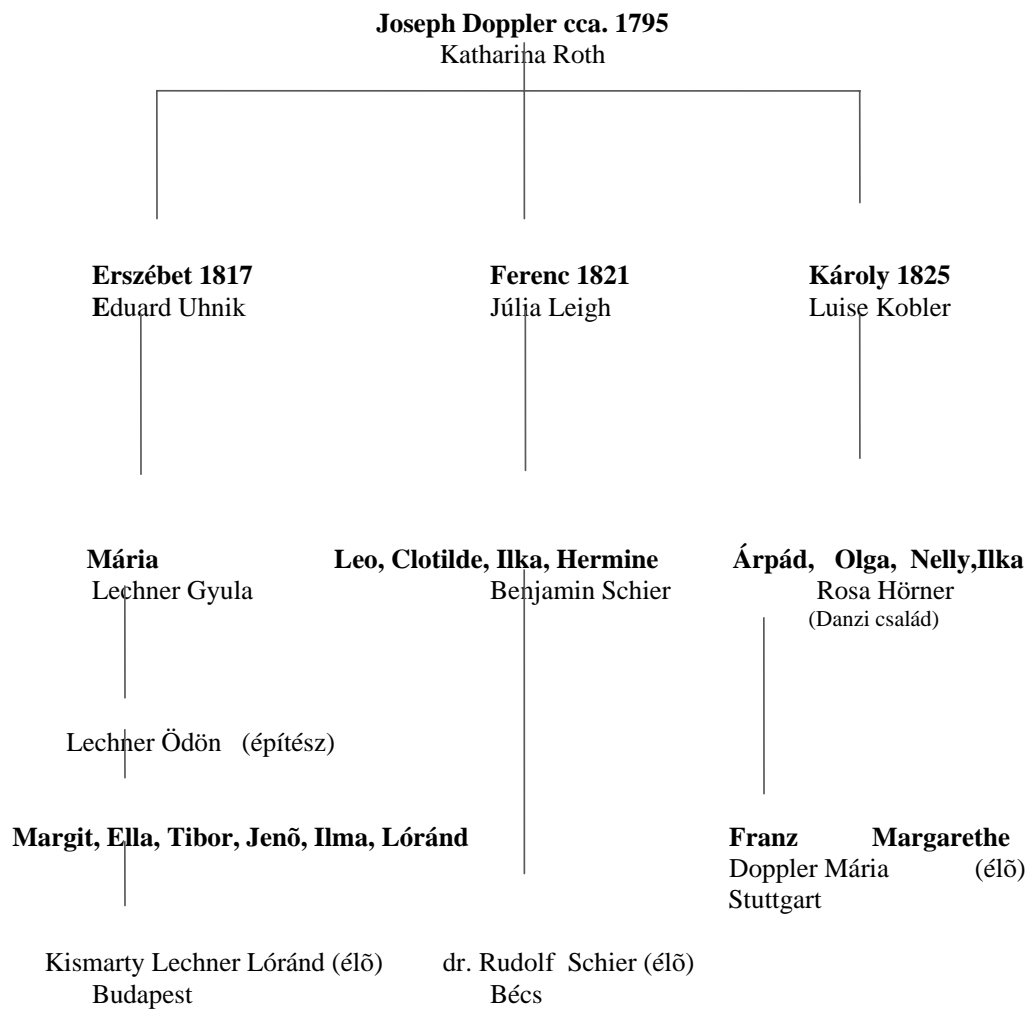 Joseph Doppler cca. 1795
Katharina Roth
Erszébet 1817 Ferenc 1821 Károly 1825
Eduard Uhnik Júlia Leigh Luise Kobler
Mária Leo, Clotilde, Ilka, Hermine Árpád, Olga, Nelly,Ilka
Lechner Gyula Benjamin Schier Rosa Hörner
(Danzi család)
Lechner Ödön (építész)
Margit, Ella, Tibor, Jenõ, Ilma, Lóránd Franz Margarethe
Doppler Mária (élõ)
Stuttgart
Kismarty Lechner Lóránd (élõ) dr. Rudolf Schier (élõ)
Budapest Bécs